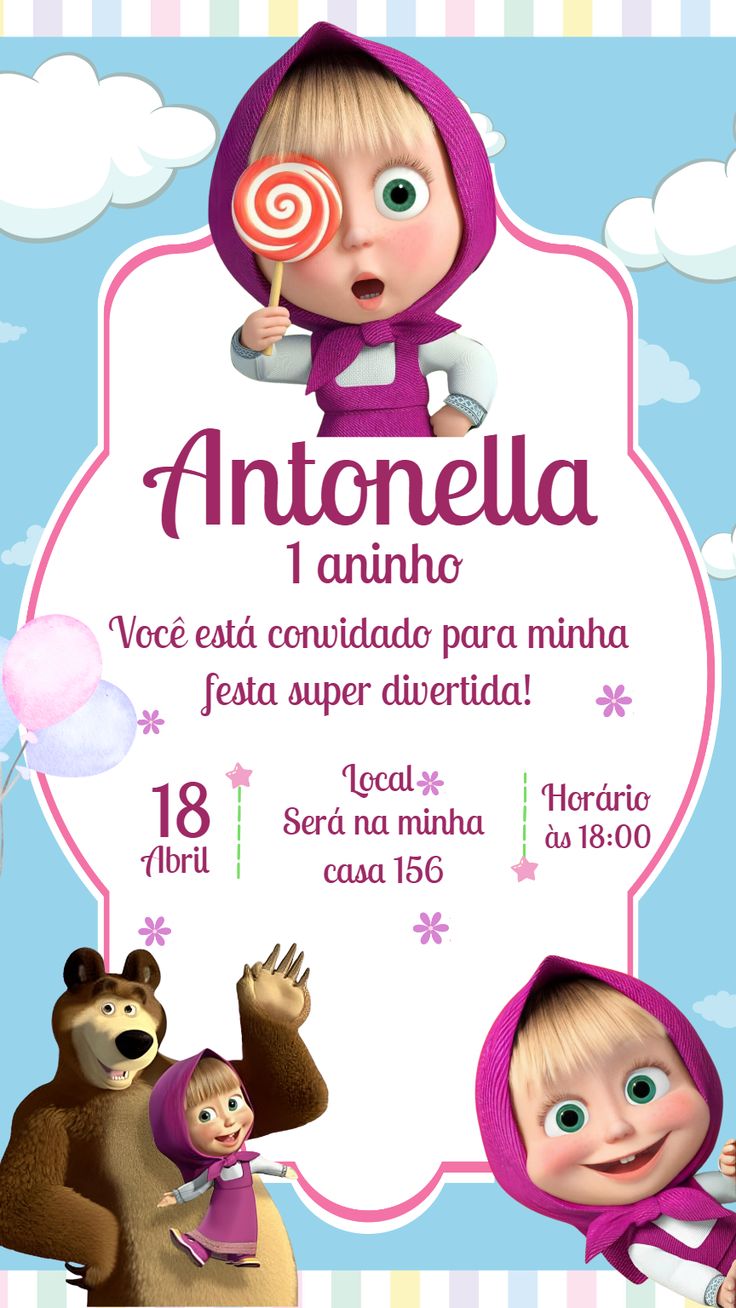 Antonella
1 aninho
Você está convidado para minha
festa super divertida!
18
Abril
Local
Será na minha
casa 156
Horário
às 18:00